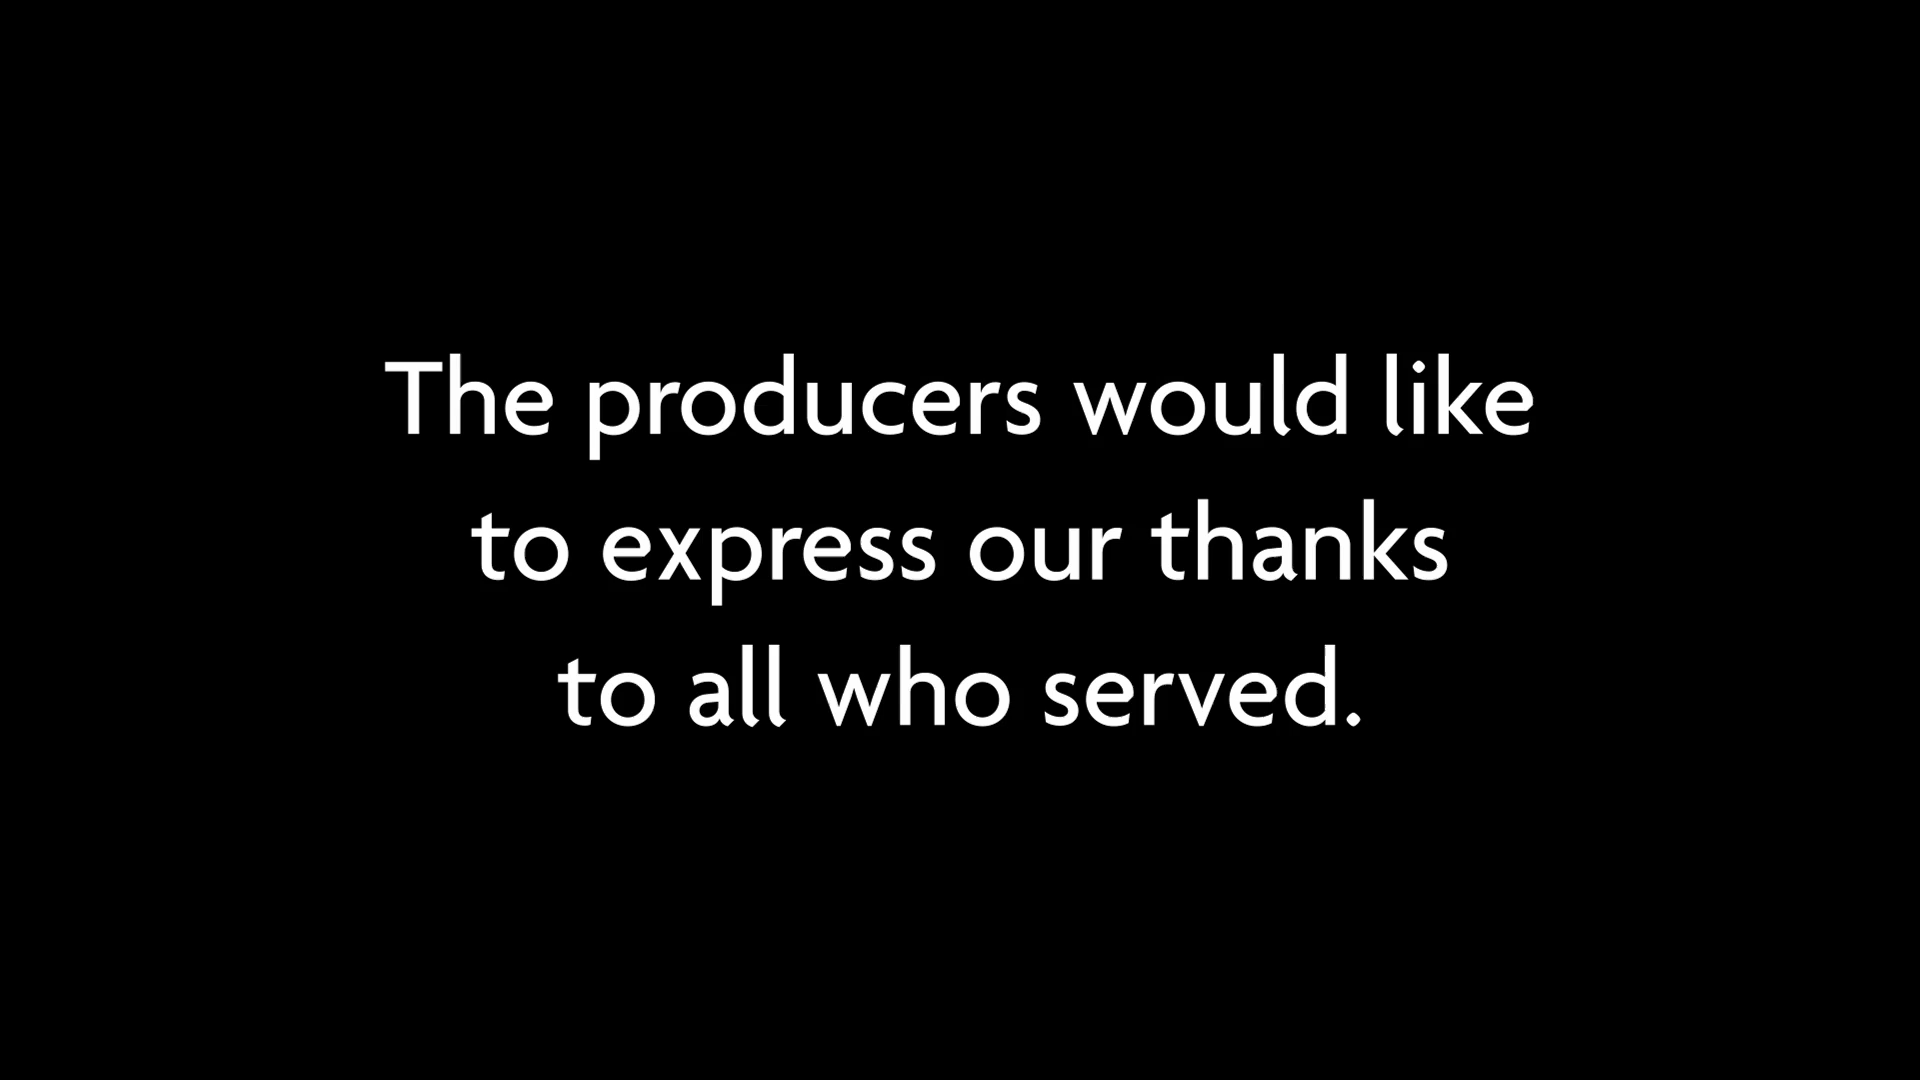 The producers would like
to express our thanks
to all who served.